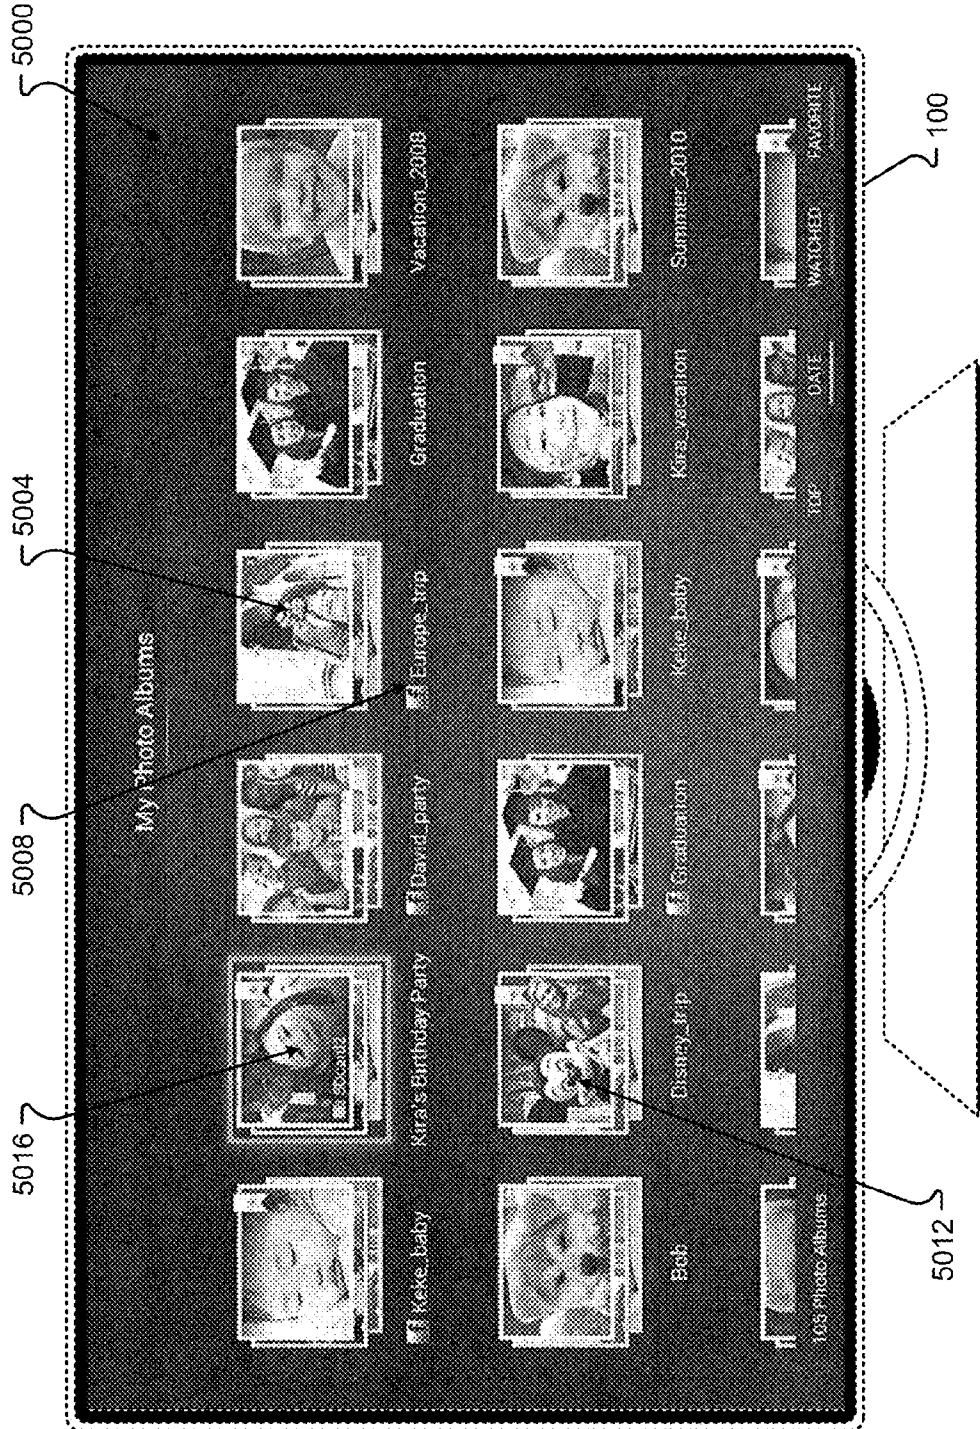 5000
5004
5008
5016
My Photo Albums
Keke_baby
Kira's Birthday Party
David_party
Europe_trip
Graduation
Vacation_2009
Bob
Disney_trip
Graduation
Keke_baby
Kira_vacation
Summer_2010
103 Photo Albums
TOP
DATE
WATCHED
FAVORITE
5012
100